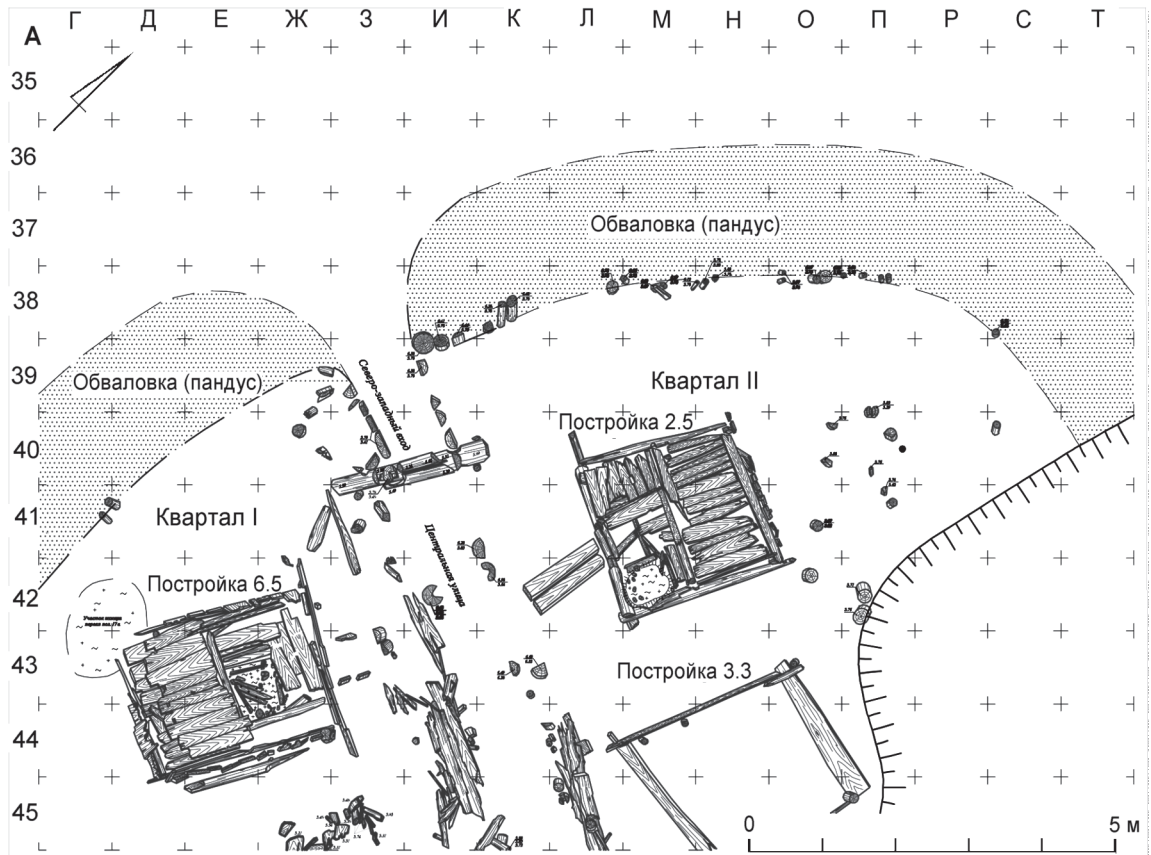 А
Г Д Е Ж З И К Л М Н О П Р С Т
35
36
37
38
39
40
41
42
43
44
45
Обваловка (пандус)
Обваловка (пандус)
Северо-западный вход
Квартал II
Постройка 2.5
Квартал I
Центральная улица
Постройка 6.5
Постройка 3.3
0 5 м